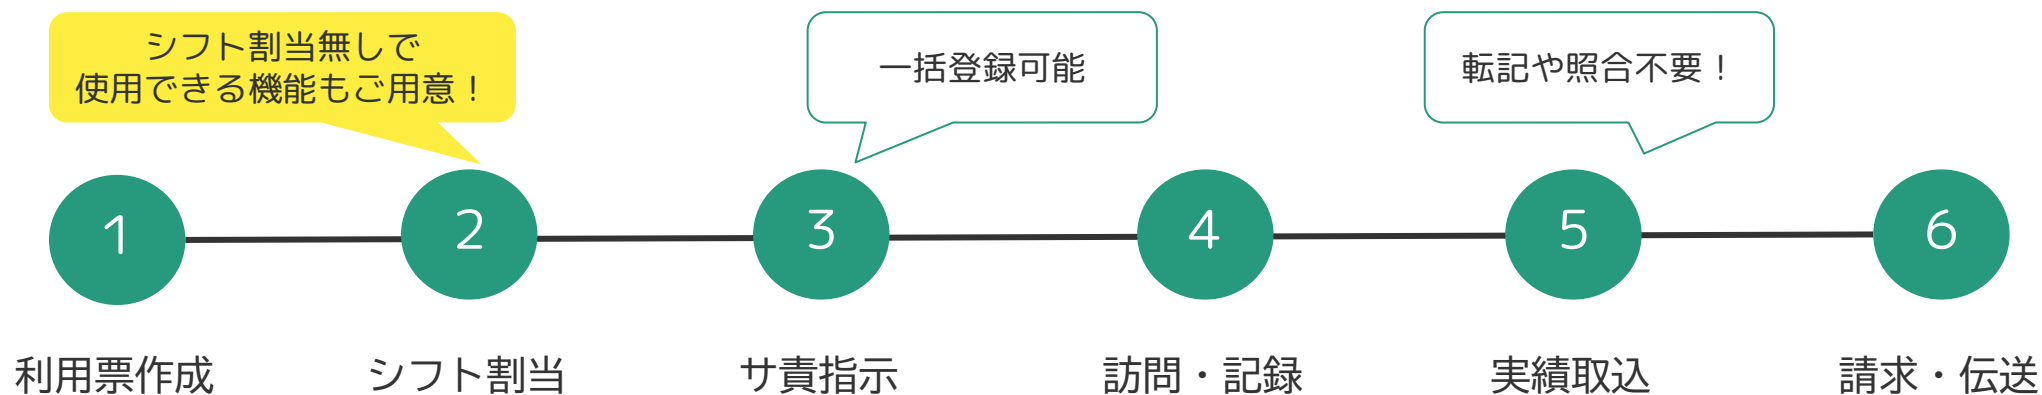 シフト割当無しで
使用できる機能もご用意！
一括登録可能
転記や照合不要！
1
2
3
4
5
6
利用票作成
シフト割当
サ責指示
訪問・記録
実績取込
請求・伝送